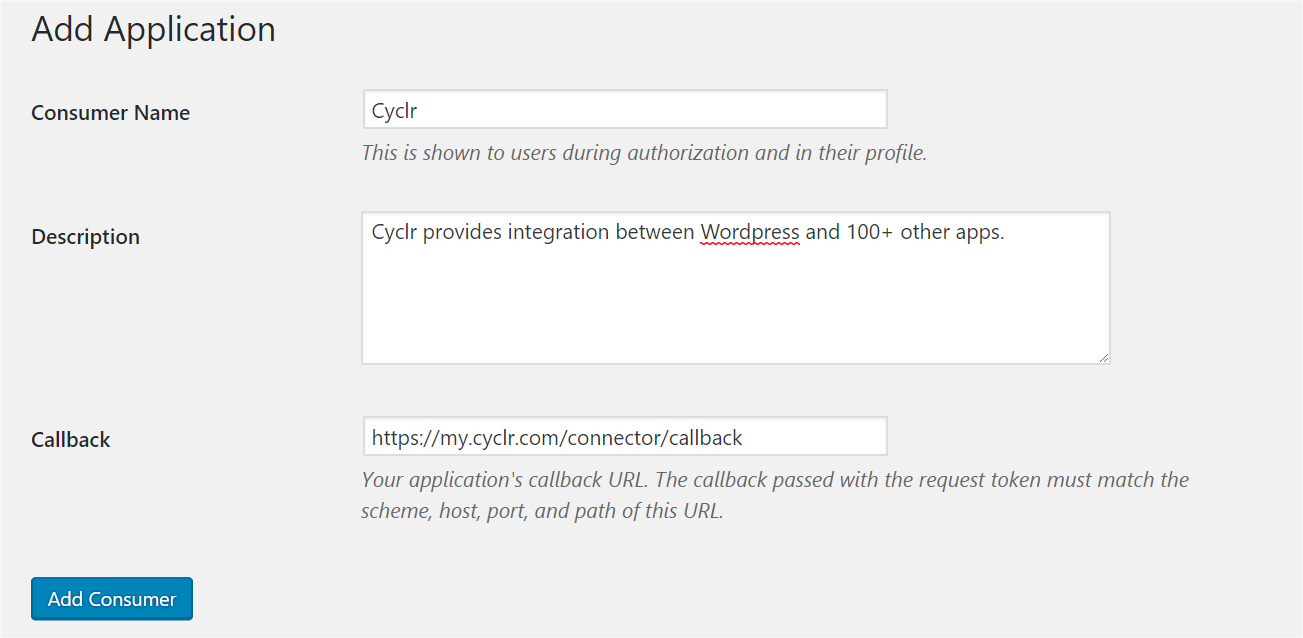 Add Application
Consumer Name
Cyclr
This is shown to users during authorization and in their profile.
Description
Cyclr provides integration between Wordpress and 100+ other apps.
Callback
https://my.cyclr.com/connector/callback
Your application's callback URL. The callback passed with the request token must match the
scheme, host, port, and path of this URL.
Add Consumer